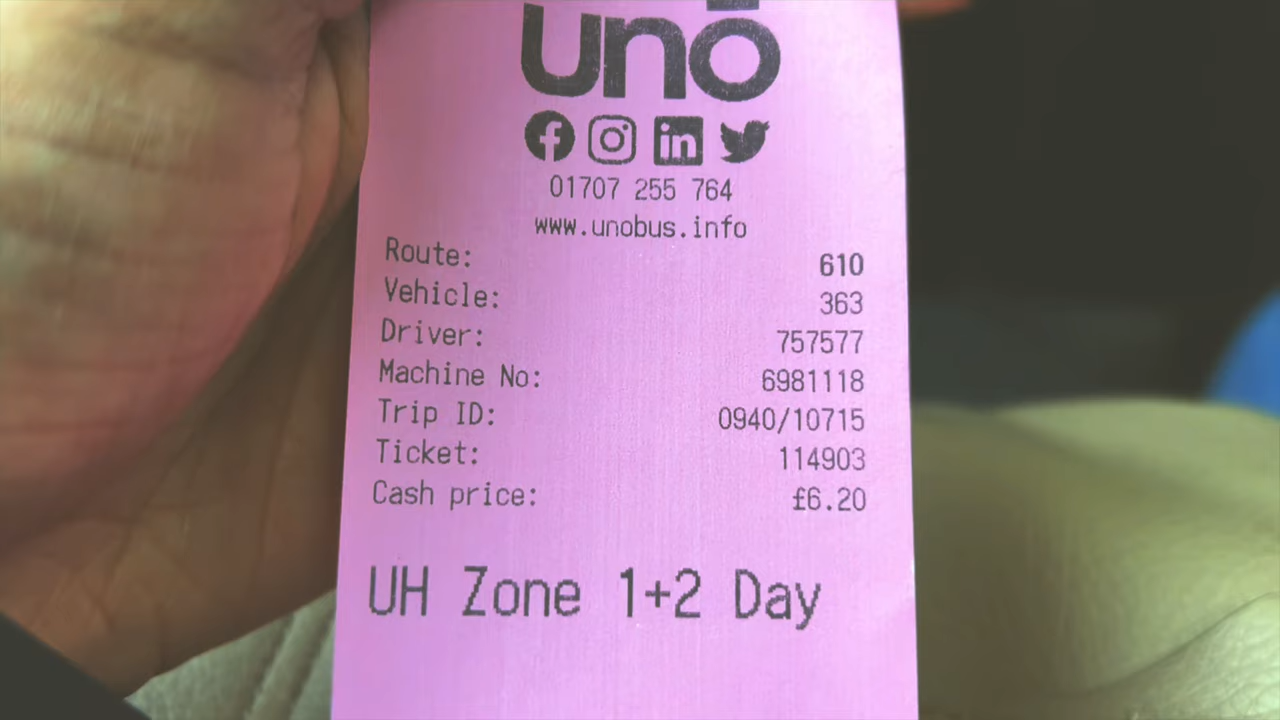 uno
01707 255 764
www.unobus.info
Route: 610
Vehicle: 363
Driver: 757577
Machine No: 6981118
Trip ID: 0940/10715
Ticket: 114903
Cash price: £6.20
UH Zone 1+2 Day